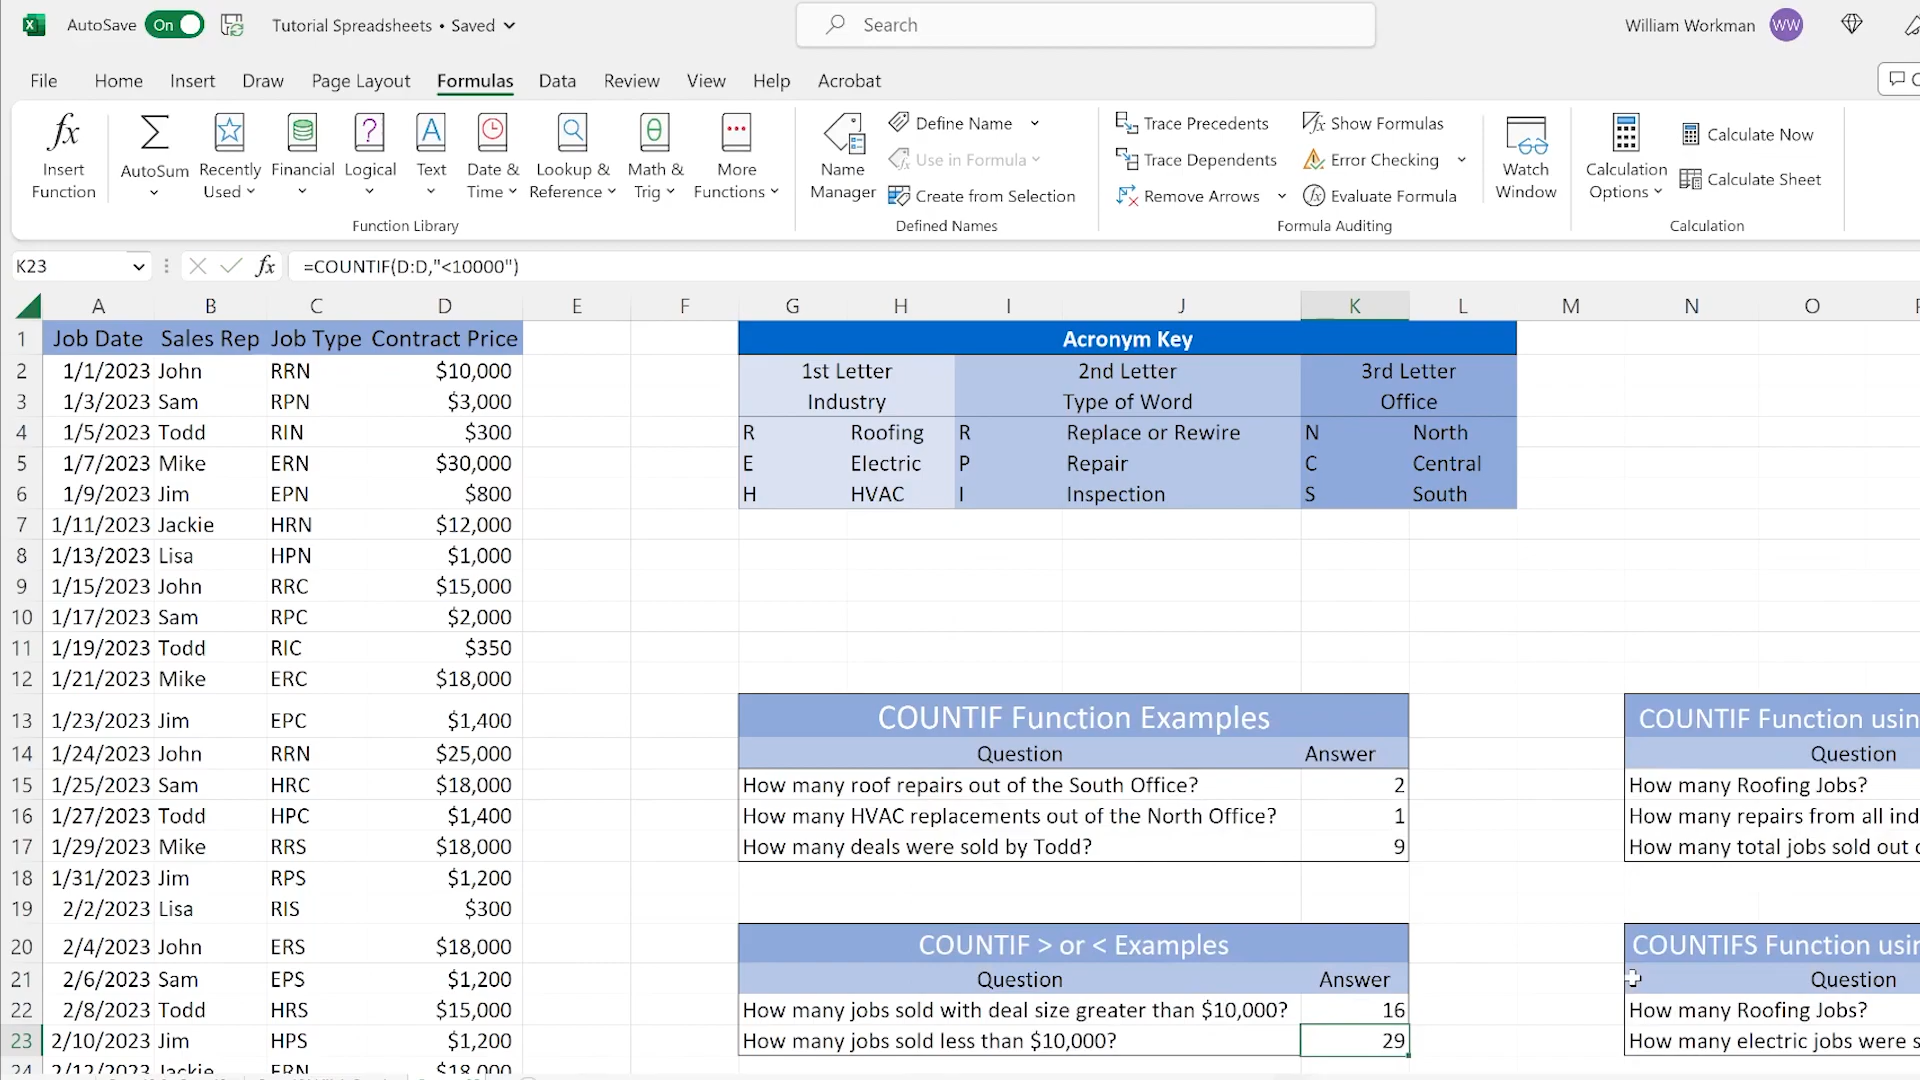 AutoSave On Tutorial Spreadsheets • Saved Search William Workman WW
File Home Insert Draw Page Layout Formulas Data Review View Help Acrobat
fx Insert Function
AutoSum
Recently Used
Financial
Logical
Text
Date & Time
Lookup & Reference
Math & Trig
More Functions
Function Library
Name Manager
Define Name
Use in Formula
Create from Selection
Defined Names
Trace Precedents
Trace Dependents
Remove Arrows
Show Formulas
Error Checking
Evaluate Formula
Formula Auditing
Watch Window
Calculation Options
Calculate Now
Calculate Sheet
Calculation
K23 fx =COUNTIF(D:D,"<10000")
A B C D E F G H I J K L M N O
1 Job Date Sales Rep Job Type Contract Price Acronym Key
2 1/1/2023 John RRN $10,000 1st Letter 2nd Letter 3rd Letter
3 1/3/2023 Sam RPN $3,000 Industry Type of Word Office
4 1/5/2023 Todd RIN $300 R Roofing R Replace or Rewire N North
5 1/7/2023 Mike ERN $30,000 E Electric P Repair C Central
6 1/9/2023 Jim EPN $800 H HVAC I Inspection S South
7 1/11/2023 Jackie HRN $12,000
8 1/13/2023 Lisa HPN $1,000
9 1/15/2023 John RRC $15,000
10 1/17/2023 Sam RPC $2,000
11 1/19/2023 Todd RIC $350
12 1/21/2023 Mike ERC $18,000
13 1/23/2023 Jim EPC $1,400 COUNTIF Function Examples COUNTIF Function
14 1/24/2023 John RRN $25,000 Question Answer Question
15 1/25/2023 Sam HRC $18,000 How many roof repairs out of the South Office? 2 How many Roofing Jobs?
16 1/27/2023 Todd HPC $1,400 How many HVAC replacements out of the North Office? 1 How many repairs from all
17 1/29/2023 Mike RRS $18,000 How many deals were sold by Todd? 9 How many total jobs sold out
18 1/31/2023 Jim RPS $1,200
19 2/2/2023 Lisa RIS $300
20 2/4/2023 John ERS $18,000 COUNTIF > or < Examples COUNTIFS Function
21 2/6/2023 Sam EPS $1,200 Question Answer Question
22 2/8/2023 Todd HRS $15,000 How many jobs sold with deal size greater than $10,000? 16 How many Roofing Jobs?
23 2/10/2023 Jim HPS $1,200 How many jobs sold less than $10,000? 29 How many electric jobs were
24 2/12/2023 Jackie ERN $18,000